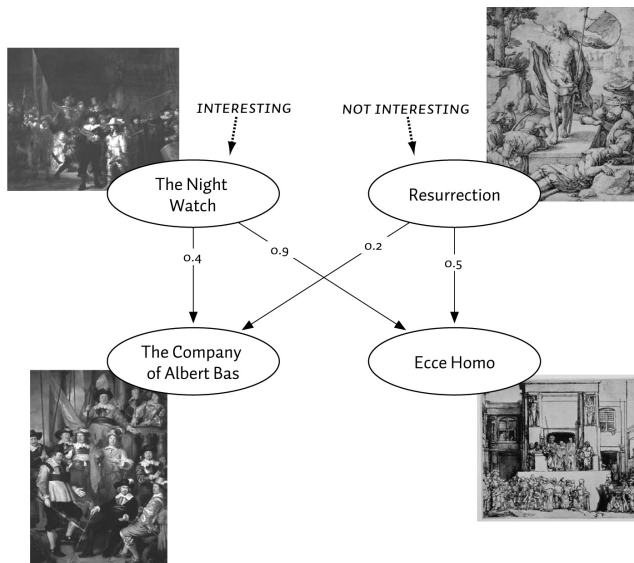 INTERESTING
NOT INTERESTING
The Night
Watch
Resurrection
0.4
0.9
0.2
0.5
The Company
of Albert Bas
Ecce Homo